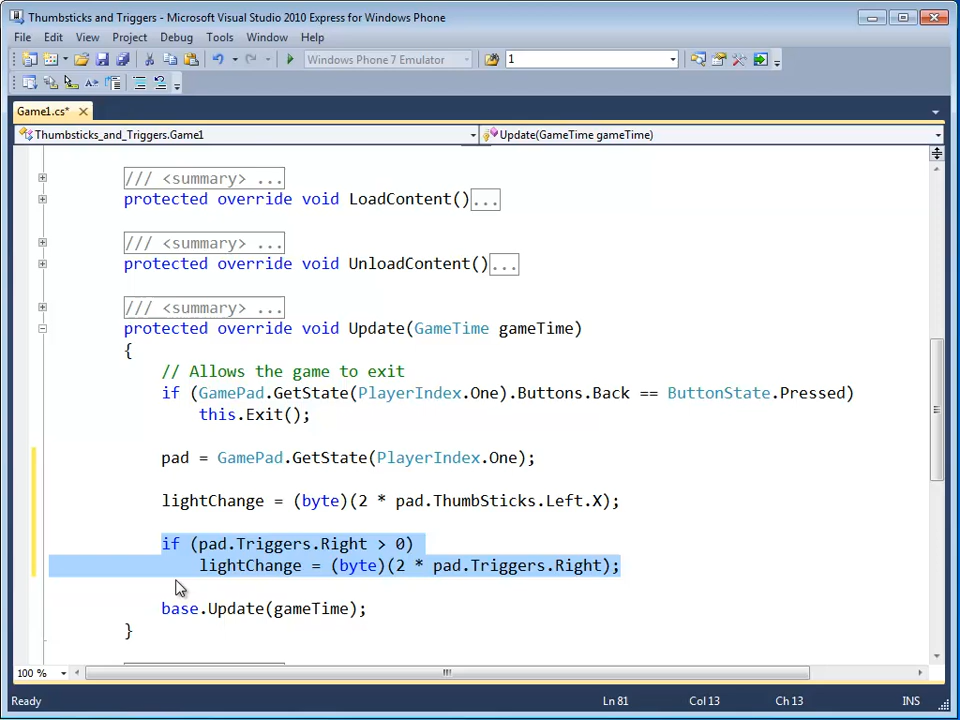 Thumbsticks and Triggers - Microsoft Visual Studio 2010 Express for Windows Phone
File Edit View Project Debug Tools Window Help
Windows Phone 7 Emulator 1
Game1.cs*
Thumbsticks_and_Triggers.Game1 Update(GameTime gameTime)
/// <summary> ...
protected override void LoadContent()...
/// <summary> ...
protected override void UnloadContent()...
/// <summary> ...
protected override void Update(GameTime gameTime)
{
// Allows the game to exit
if (GamePad.GetState(PlayerIndex.One).Buttons.Back == ButtonState.Pressed)
this.Exit();
pad = GamePad.GetState(PlayerIndex.One);
lightChange = (byte)(2 * pad.ThumbSticks.Left.X);
if (pad.Triggers.Right > 0)
lightChange = (byte)(2 * pad.Triggers.Right);
base.Update(gameTime);
}
100 %
Ready Ln 81 Col 13 Ch 13 INS